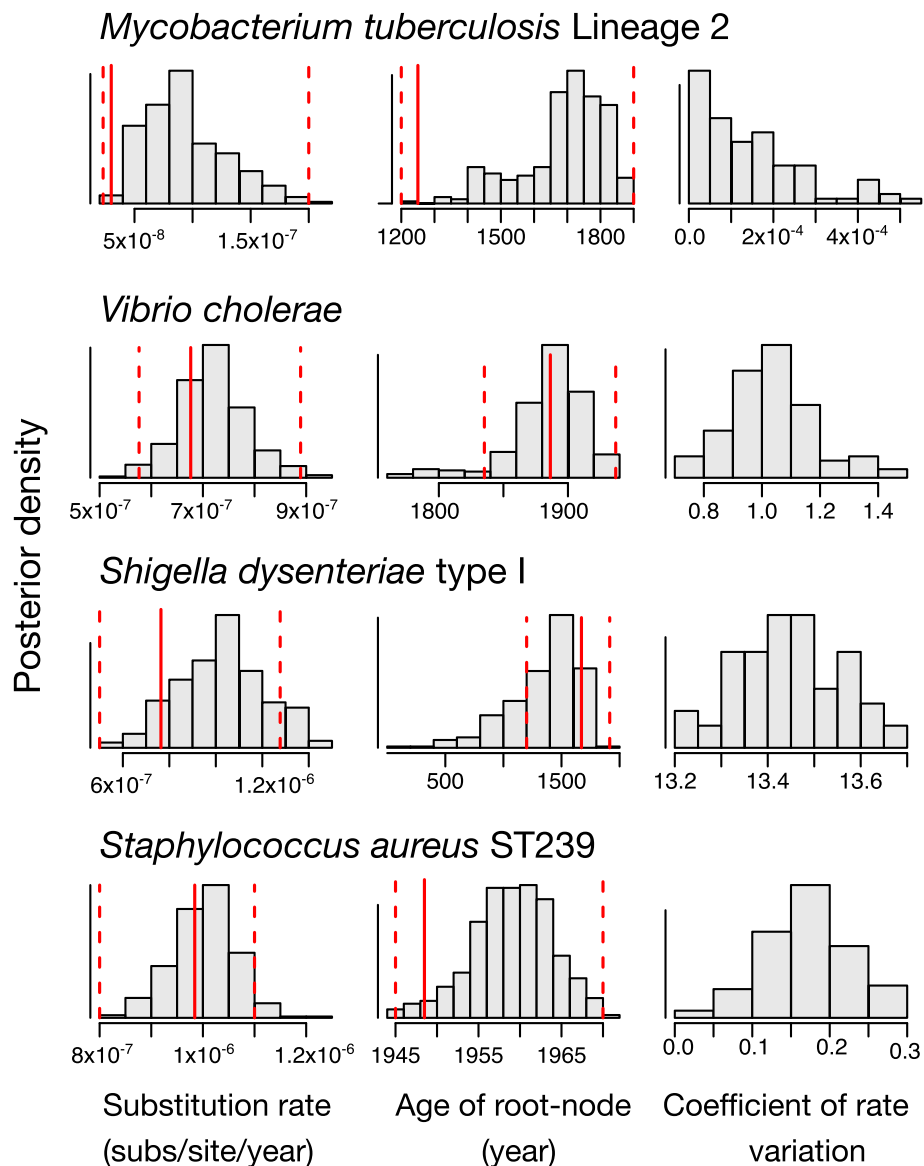 Mycobacterium tuberculosis Lineage 2
5x10⁻⁸ 1.5x10⁻⁷ 1200 1500 1800 0.0 2x10⁻⁴ 4x10⁻⁴
Vibrio cholerae
5x10⁻⁷ 7x10⁻⁷ 9x10⁻⁷ 1800 1900 0.8 1.0 1.2 1.4
Posterior density
Shigella dysenteriae type I
6x10⁻⁷ 1.2x10⁻⁶ 500 1500 13.2 13.4 13.6
Staphylococcus aureus ST239
8x10⁻⁷ 1x10⁻⁶ 1.2x10⁻⁶ 1945 1955 1965 0.0 0.1 0.2 0.3
Substitution rate Age of root-node Coefficient of rate
(subs/site/year) (year) variation